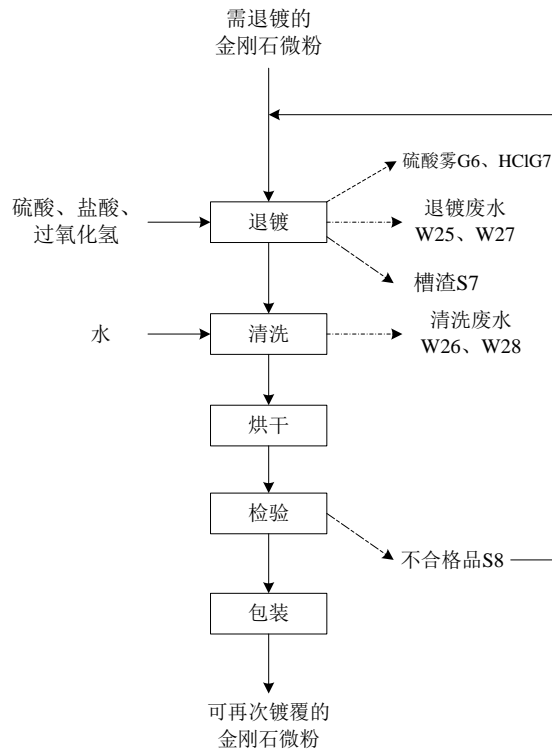 需退镀的
金刚石微粉
硫酸雾G6、HClG7
硫酸、盐酸、
过氧化氢
退镀
退镀废水
W25、W27
槽渣S7
水
清洗
清洗废水
W26、W28
烘干
检验
不合格品S8
包装
可再次镀覆的
金刚石微粉